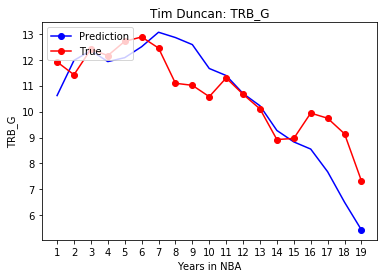 Tim Duncan: TRB_G
Prediction
True
13
12
11
10
9
8
7
6
TRB_G
1 2 3 4 5 6 7 8 9 10 11 12 13 14 15 16 17 18 19
Years in NBA